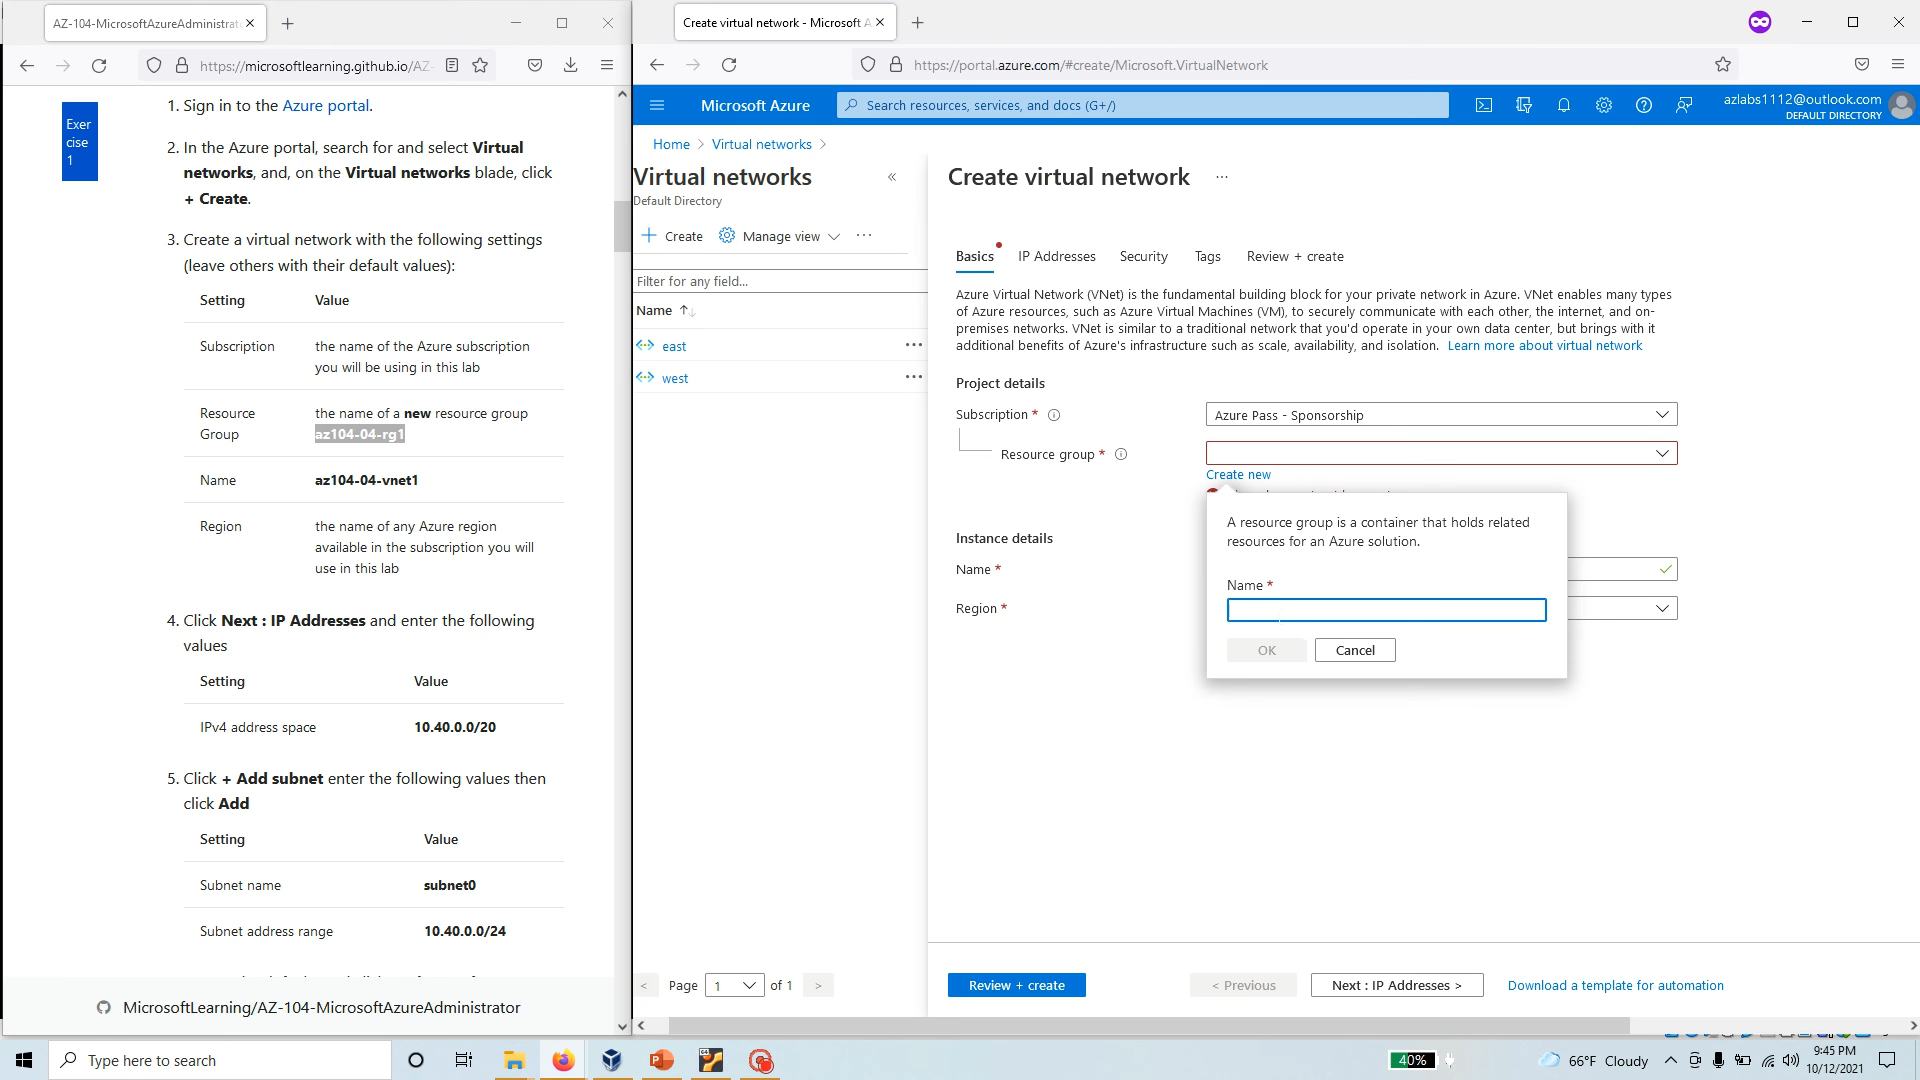 AZ-104-MicrosoftAzureAdministrat
Create virtual network - Microsoft A
https://microsoftlearning.github.io/AZ-
https://portal.azure.com/#create/Microsoft.VirtualNetwork
Exer
cise
1
1. Sign in to the Azure portal.
2. In the Azure portal, search for and select Virtual
networks, and, on the Virtual networks blade, click
+ Create.
3. Create a virtual network with the following settings
(leave others with their default values):
Setting Value
Subscription the name of the Azure subscription
you will be using in this lab
Resource the name of a new resource group
Group az104-04-rg1
Name az104-04-vnet1
Region the name of any Azure region
available in the subscription you will
use in this lab
4. Click Next : IP Addresses and enter the following
values
Setting Value
IPv4 address space 10.40.0.0/20
5. Click + Add subnet enter the following values then
click Add
Setting Value
Subnet name subnet0
Subnet address range 10.40.0.0/24
MicrosoftLearning/AZ-104-MicrosoftAzureAdministrator
Microsoft Azure
Search resources, services, and docs (G+/)
azlabs1112@outlook.com
DEFAULT DIRECTORY
Home > Virtual networks >
Virtual networks
Default Directory
+ Create Manage view ...
Filter for any field...
Name
east ...
west ...
< Page 1 of 1 >
Create virtual network ...
Basics IP Addresses Security Tags Review + create
Azure Virtual Network (VNet) is the fundamental building block for your private network in Azure. VNet enables many types
of Azure resources, such as Azure Virtual Machines (VM), to securely communicate with each other, the internet, and on-
premises networks. VNet is similar to a traditional network that you'd operate in your own data center, but brings with it
additional benefits of Azure's infrastructure such as scale, availability, and isolation. Learn more about virtual network
Project details
Subscription * Azure Pass - Sponsorship
Resource group *
Create new
A resource group is a container that holds related
resources for an Azure solution.
Name *
OK Cancel
Instance details
Name *
Region *
Review + create < Previous Next : IP Addresses > Download a template for automation
Type here to search
40%
66°F Cloudy
9:45 PM
10/12/2021